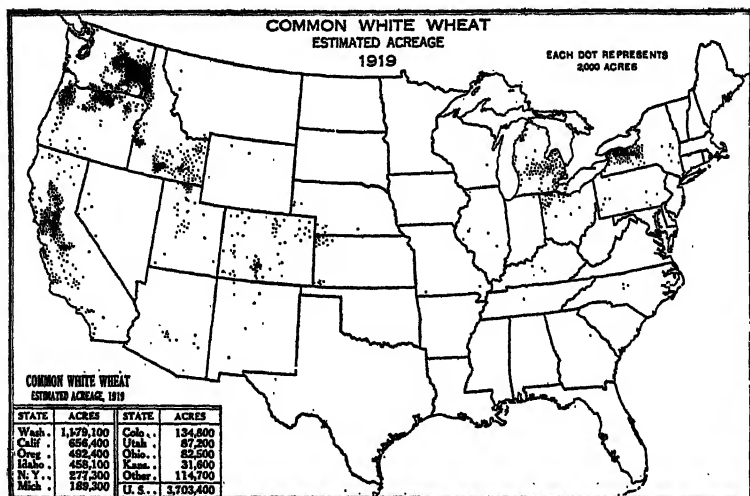 COMMON WHITE WHEAT
ESTIMATED ACREAGE
1919
EACH DOT REPRESENTS
2,000 ACRES
COMMON WHITE WHEAT
ESTIMATED ACREAGE, 1919
STATE ACRES STATE ACRES
Wash. 1,179,100 Colo.. 134,800
Calif 656,400 Utah. 87,200
Oreg 492,400 Ohio.. 82,500
Idaho. 458,100 Kans. 31,600
N. Y.. 277,300 Other. 114,700
Mich. 189,300 U. S... 3,703,400